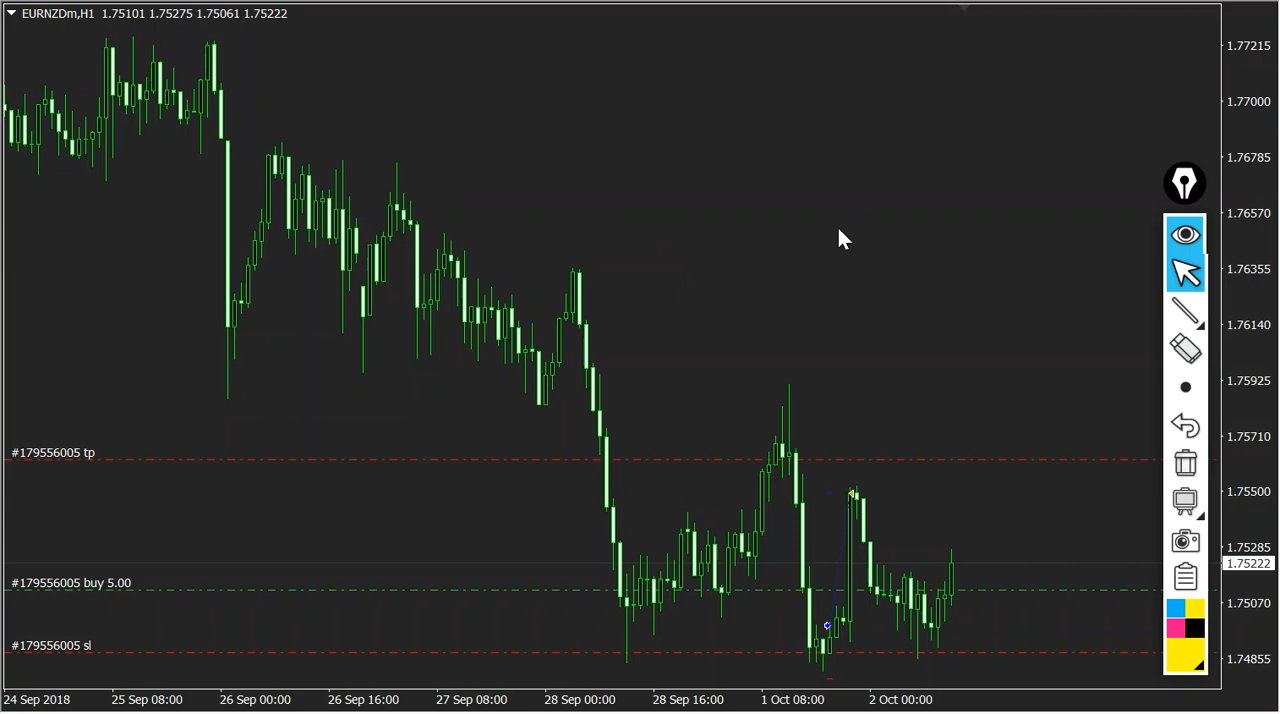 EURNZDm,H1 1.75101 1.75275 1.75061 1.75222
1.77215
1.77000
1.76785
1.76570
1.76355
1.76140
1.75925
1.75710
#179556005 tp
1.75500
1.75285
1.75222
#179556005 buy 5.00
1.75070
#179556005 sl
1.74855
24 Sep 2018 25 Sep 08:00 26 Sep 00:00 26 Sep 16:00 27 Sep 08:00 28 Sep 00:00 28 Sep 16:00 1 Oct 08:00 2 Oct 00:00